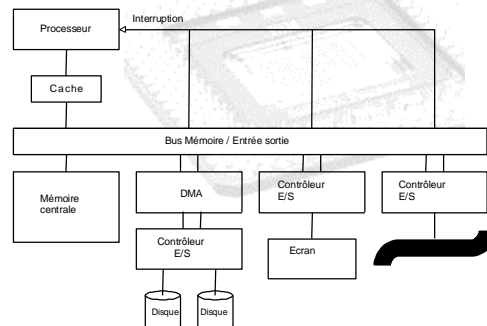 Processeur
Interruption
Cache
Bus Mémoire / Entrée sortie
Mémoire
centrale
DMA
Contrôleur
E/S
Contrôleur
E/S
Contrôleur
E/S
Ecran
Disque
Disque